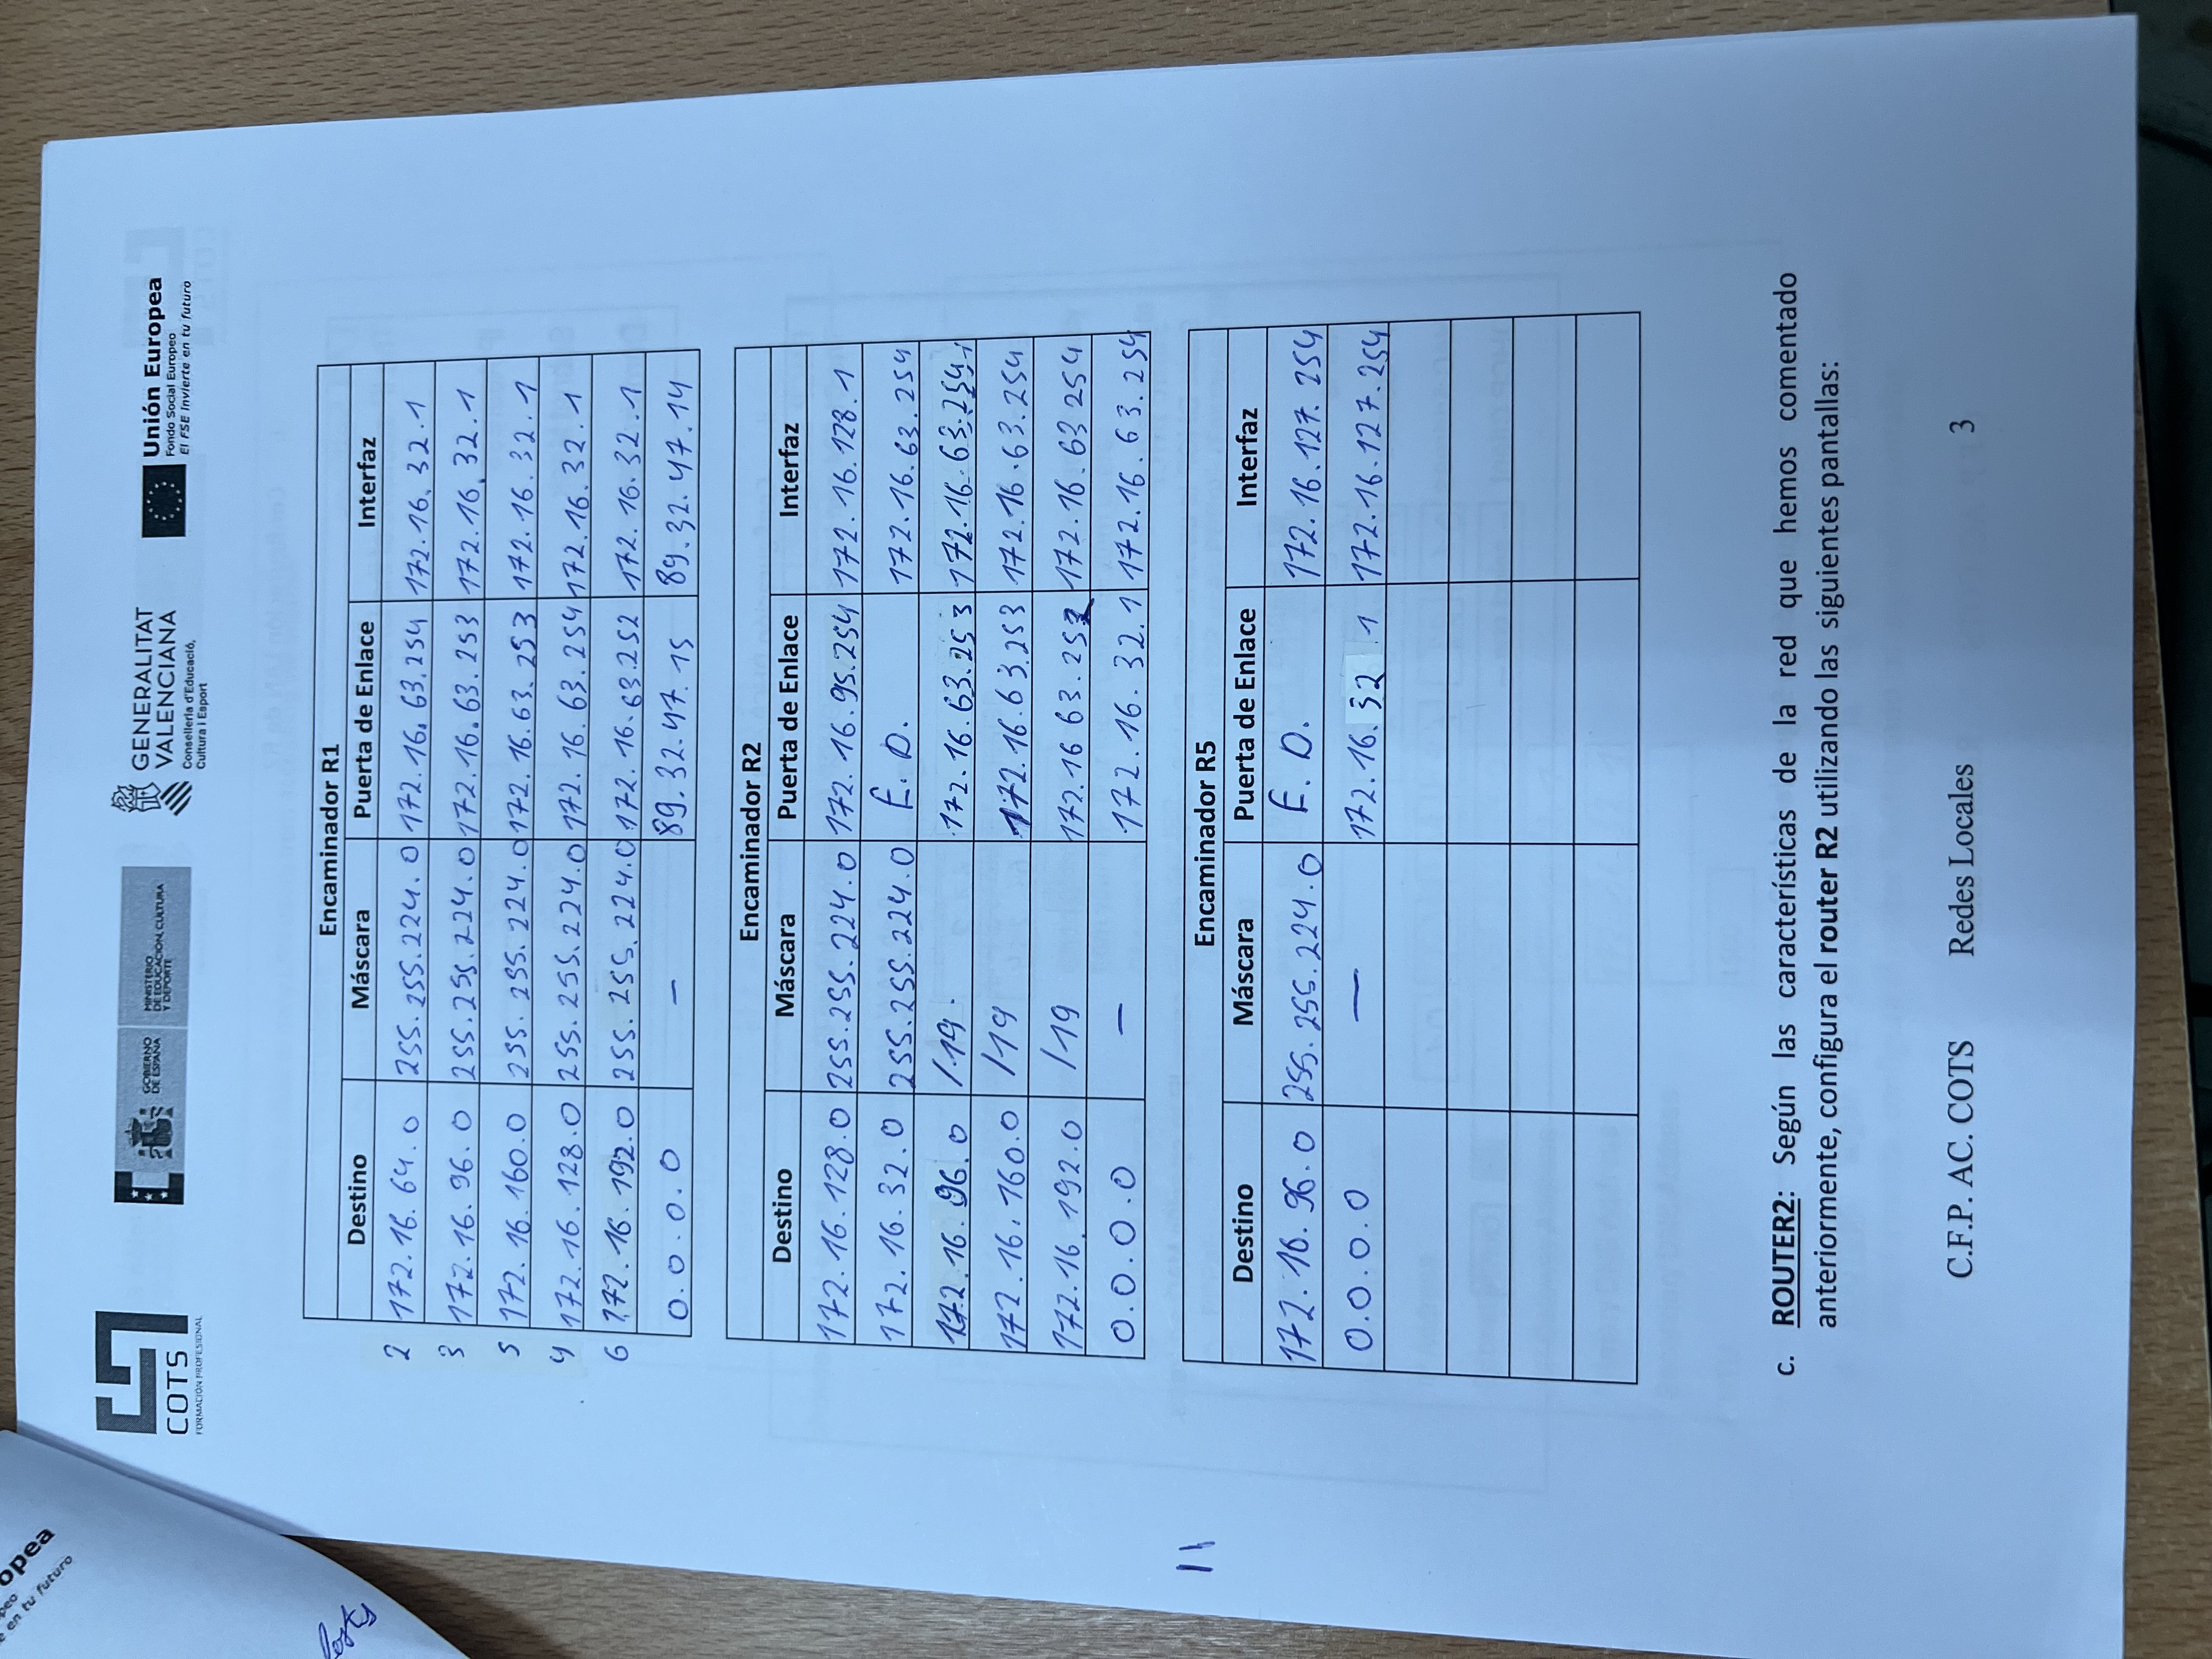 opea
peo
e en tu futuro
COTS
FORMACIÓN PROFESIONAL
GOBIERNO DE ESPAÑA
MINISTERIO DE EDUCACIÓN, CULTURA Y DEPORTE
GENERALITAT VALENCIANA
Conselleria d'Educació, Cultura i Esport
Unión Europea
Fondo Social Europeo
El FSE invierte en tu futuro
Encaminador R1
Destino Máscara Puerta de Enlace Interfaz
2 172.16.64.0 255.255.224.0 172.16.63.254 172.16.32.1
3 172.16.96.0 255.255.224.0 172.16.63.253 172.16.32.1
5 172.16.160.0 255.255.224.0 172.16.63.253 172.16.32.1
4 172.16.128.0 255.255.224.0 172.16.63.254 172.16.32.1
6 172.16.192.0 255.255.224.0 172.16.63.252 172.16.32.1
0.0.0.0 — 89.32.47.15 89.32.47.14
Encaminador R2
Destino Máscara Puerta de Enlace Interfaz
172.16.128.0 255.255.224.0 172.16.95.254 172.16.128.1
172.16.32.0 255.255.224.0 E.D. 172.16.63.254
172.16.96.0 /19. 172.16.63.253 172.16.63.254
172.16.160.0 /19 172.16.63.253 172.16.63.254
172.16.192.0 /19 172.16 63.252 172.16.63 254
0.0.0.0 — 172.16.32.1 172.16.63.254
11
Encaminador R5
Destino Máscara Puerta de Enlace Interfaz
172.16.96.0 255.255.224.0 E.D. 172.16.127.254
0.0.0.0 — 172.16.32.1 172.16.127.254
c. ROUTER2: Según las características de la red que hemos comentado
anteriormente, configura el router R2 utilizando las siguientes pantallas:
C.F.P. AC. COTS Redes Locales 3